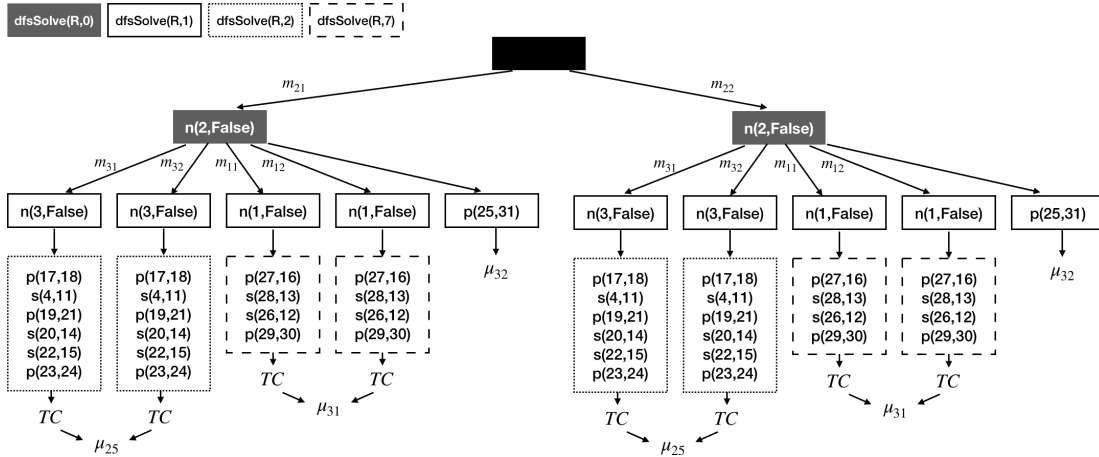 dfsSolve(R,0) dfsSolve(R,1) dfsSolve(R,2) dfsSolve(R,7)
m21 m22
n(2,False) n(2,False)
m31 m32 m11 m12 m31 m32 m11 m12
n(3,False) n(3,False) n(1,False) n(1,False) p(25,31) n(3,False) n(3,False) n(1,False) n(1,False) p(25,31)
μ32 μ32
p(17,18) p(17,18) p(27,16) p(27,16) p(17,18) p(17,18) p(27,16) p(27,16)
s(4,11) s(4,11) s(28,13) s(28,13) s(4,11) s(4,11) s(28,13) s(28,13)
p(19,21) p(19,21) s(26,12) s(26,12) p(19,21) p(19,21) s(26,12) s(26,12)
s(20,14) s(20,14) p(29,30) p(29,30) s(20,14) s(20,14) p(29,30) p(29,30)
s(22,15) s(22,15) s(22,15) s(22,15)
p(23,24) p(23,24) TC TC p(23,24) p(23,24) TC TC
μ31 μ31
TC TC TC TC
μ25 μ25